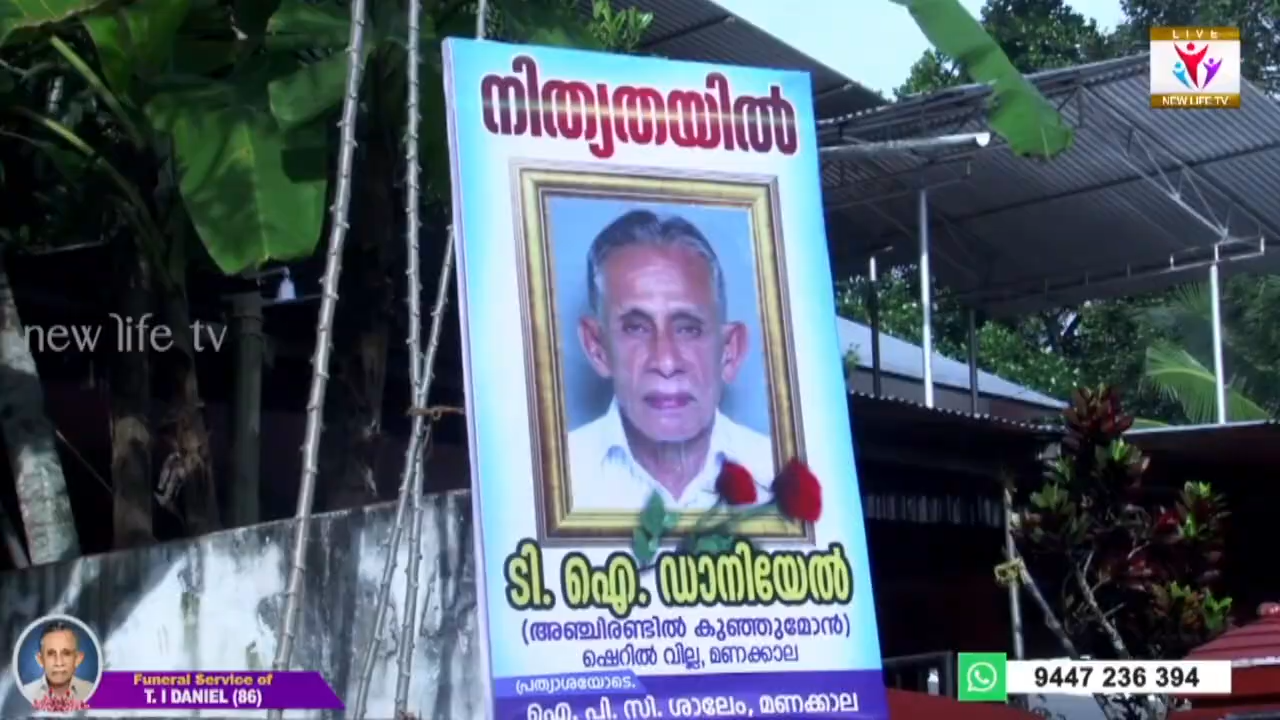 നിത്യതയിൽ
LIVE
NEW LIFE TV
new life tv
ടി. ഐ. ഡാനിയേൽ
(അഞ്ചിരണ്ടിൽ കുഞ്ഞുമോൻ)
ഷെറിൽ വില്ല, മണക്കാല
പ്രത്യാശയോടെ.
ഐ. പി. സി. ശാലേം, മണക്കാല
Funeral Service of
T. I DANIEL (86)
9447 236 394